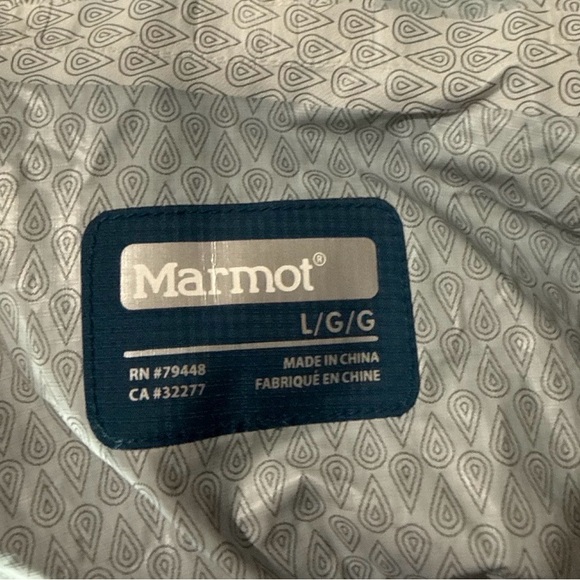 Marmot®
L/G/G
RN #79448
CA #32277
MADE IN CHINA
FABRIQUÉ EN CHINE